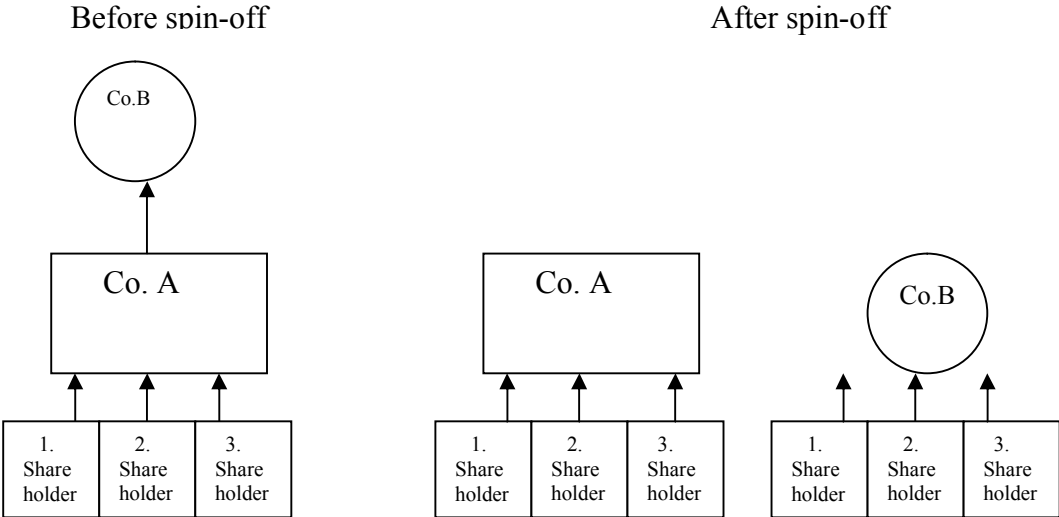 Before spin-off
After spin-off
Co.B
Co. A
Co. A
Co.B
1.
Share
holder
2.
Share
holder
3.
Share
holder
1.
Share
holder
2.
Share
holder
3.
Share
holder
1.
Share
holder
2.
Share
holder
3.
Share
holder